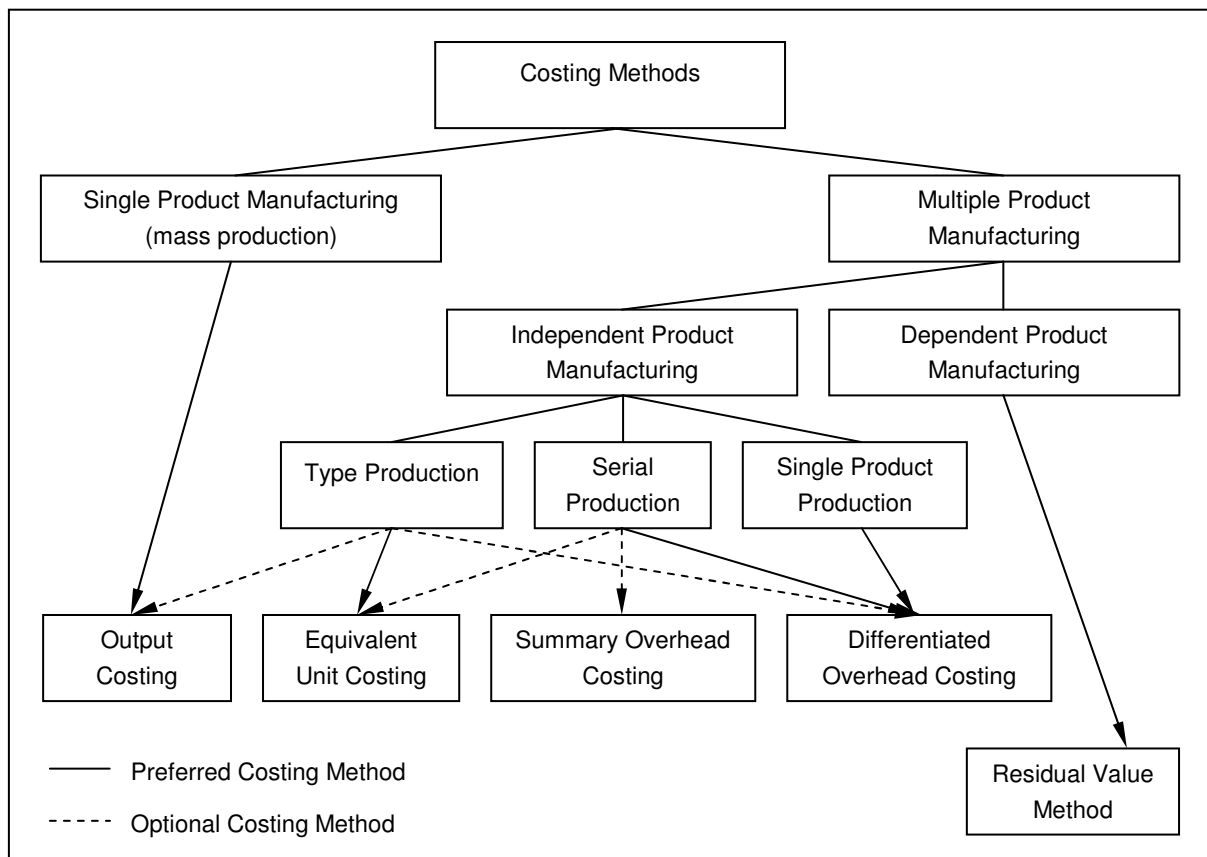 Costing Methods
Single Product Manufacturing
(mass production)
Multiple Product
Manufacturing
Independent Product
Manufacturing
Dependent Product
Manufacturing
Type Production
Serial
Production
Single Product
Production
Output
Costing
Equivalent
Unit Costing
Summary Overhead
Costing
Differentiated
Overhead Costing
Residual Value
Method
Preferred Costing Method
Optional Costing Method